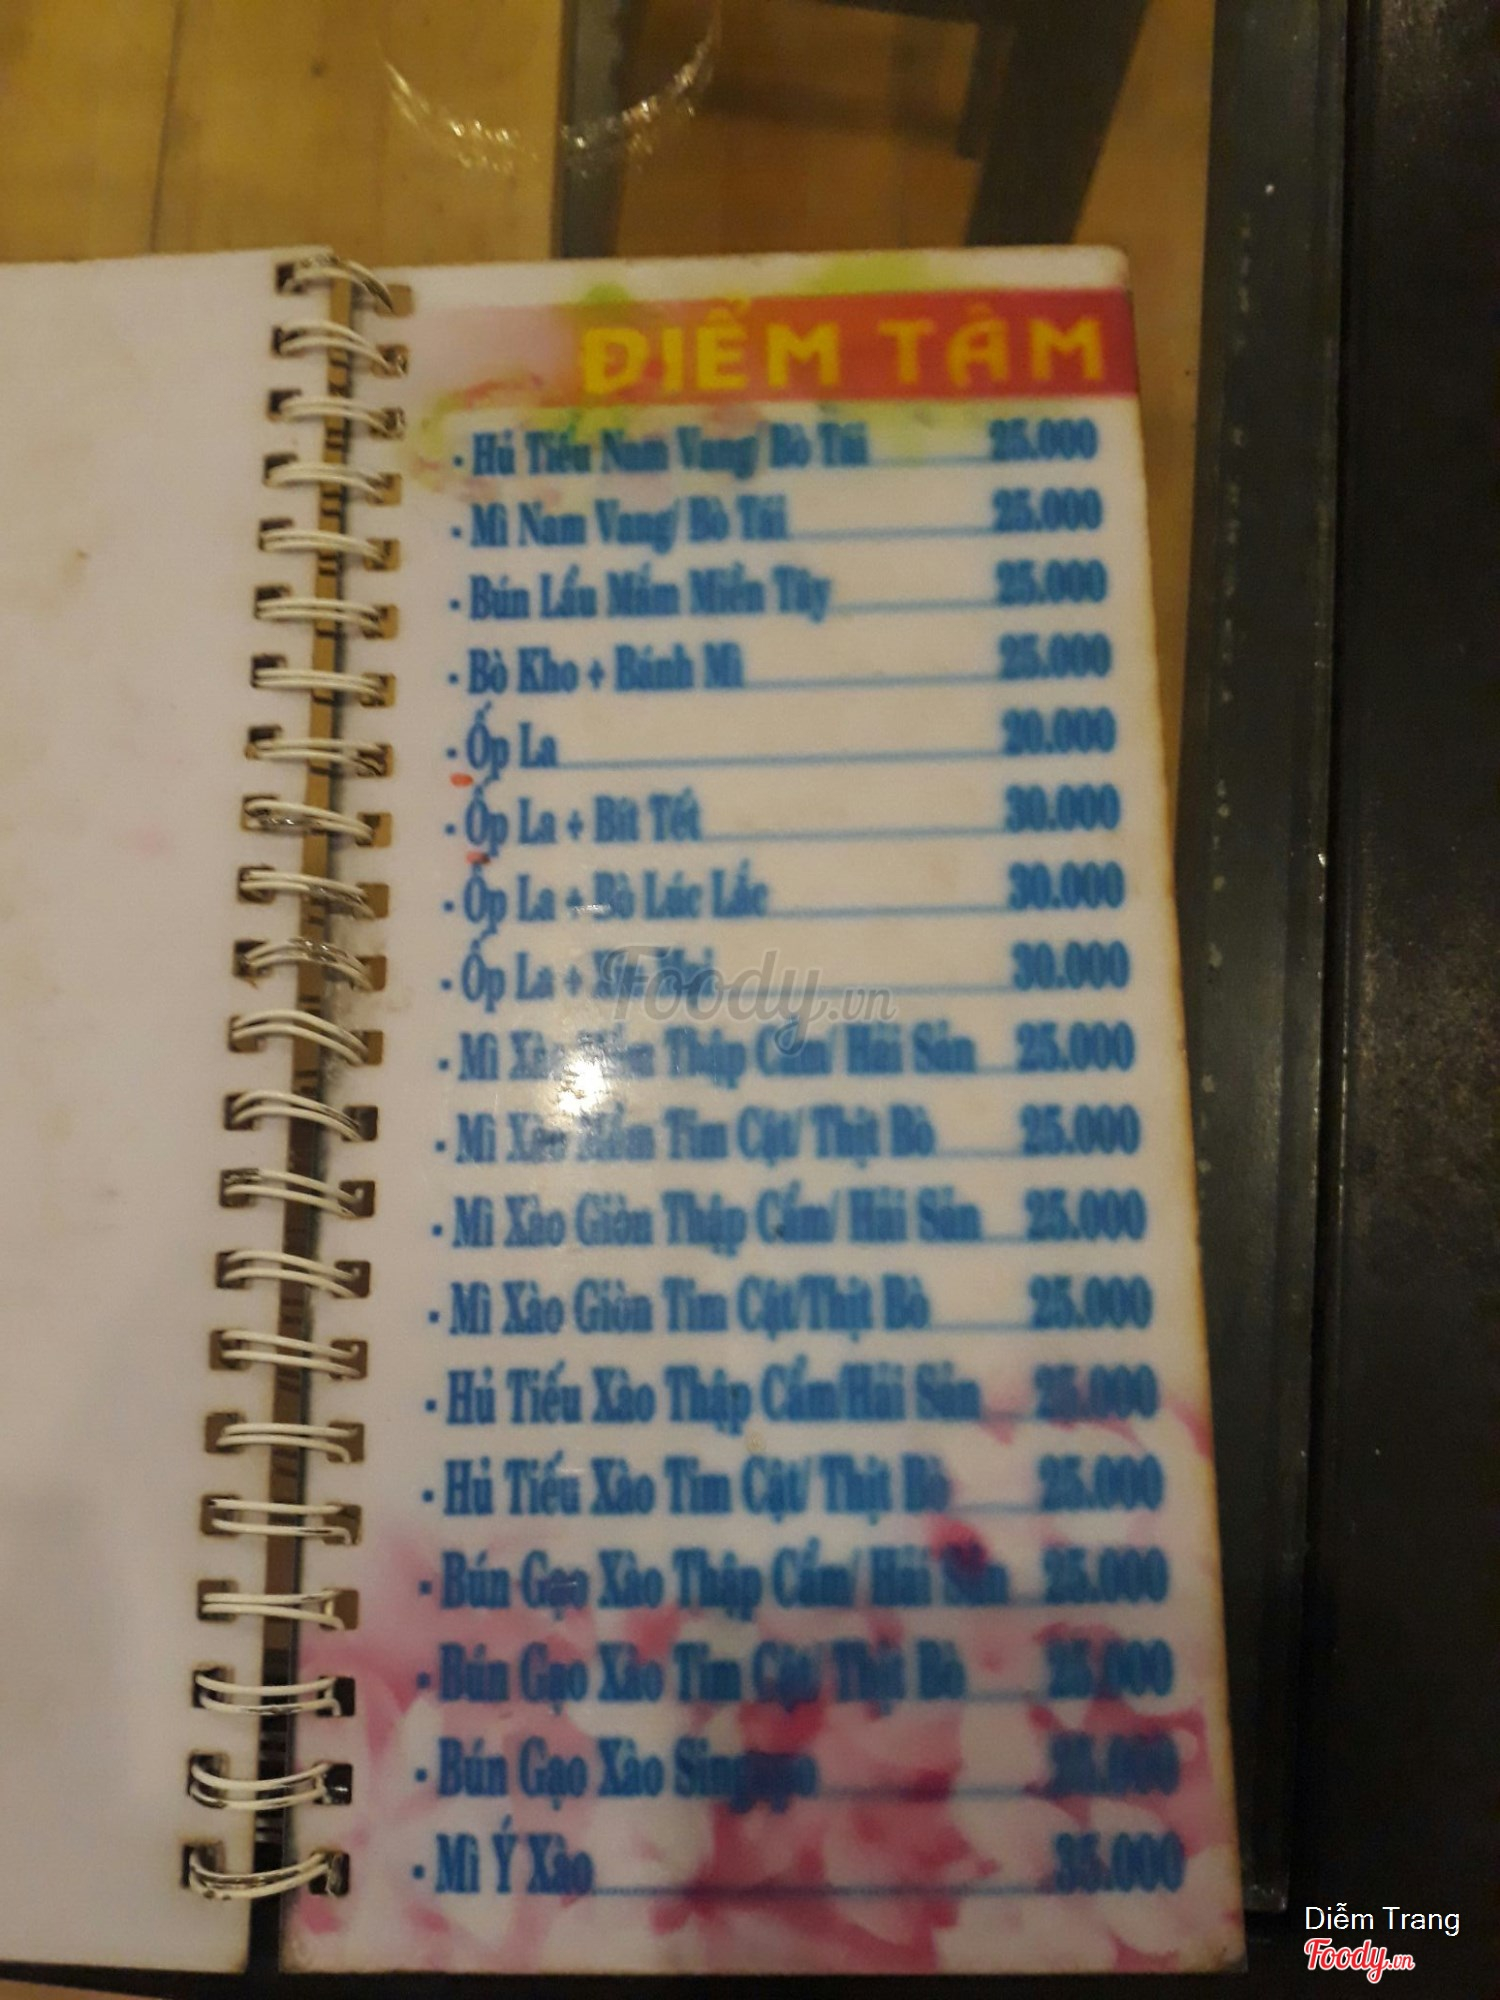 ĐIỂM TÂM
· Hủ Tiếu Nam Vang/ Bò Tái 25.000
· Mì Nam Vang/ Bò Tái 25.000
· Bún Lẩu Mắm Miền Tây 25.000
· Bò Kho + Bánh Mì 25.000
· Ốp La 20.000
· Ốp La + Bít Tết 30.000
· Ốp La + Bò Lúc Lắc 30.000
· Ốp La + 30.000
Foody.vn
· Mì Xào Mềm Thập Cẩm/ Hải Sản 25.000
· Mì Xào Mềm Tim Cật/ Thịt Bò 25.000
· Mì Xào Giòn Thập Cẩm/ Hải Sản 25.000
· Mì Xào Giòn Tim Cật/Thịt Bò 25.000
· Hủ Tiếu Xào Thập Cẩm/Hải Sản 25.000
· Hủ Tiếu Xào Tim Cật/ Thịt Bò 25.000
· Bún Gạo Xào Thập Cẩm/ Hải Sản 25.000
· Bún Gạo Xào Tim Cật/ Thịt Bò 25.000
· Bún Gạo Xào Singapo
· Mì Ý Xào 35.000
Diễm Trang
Foody.vn